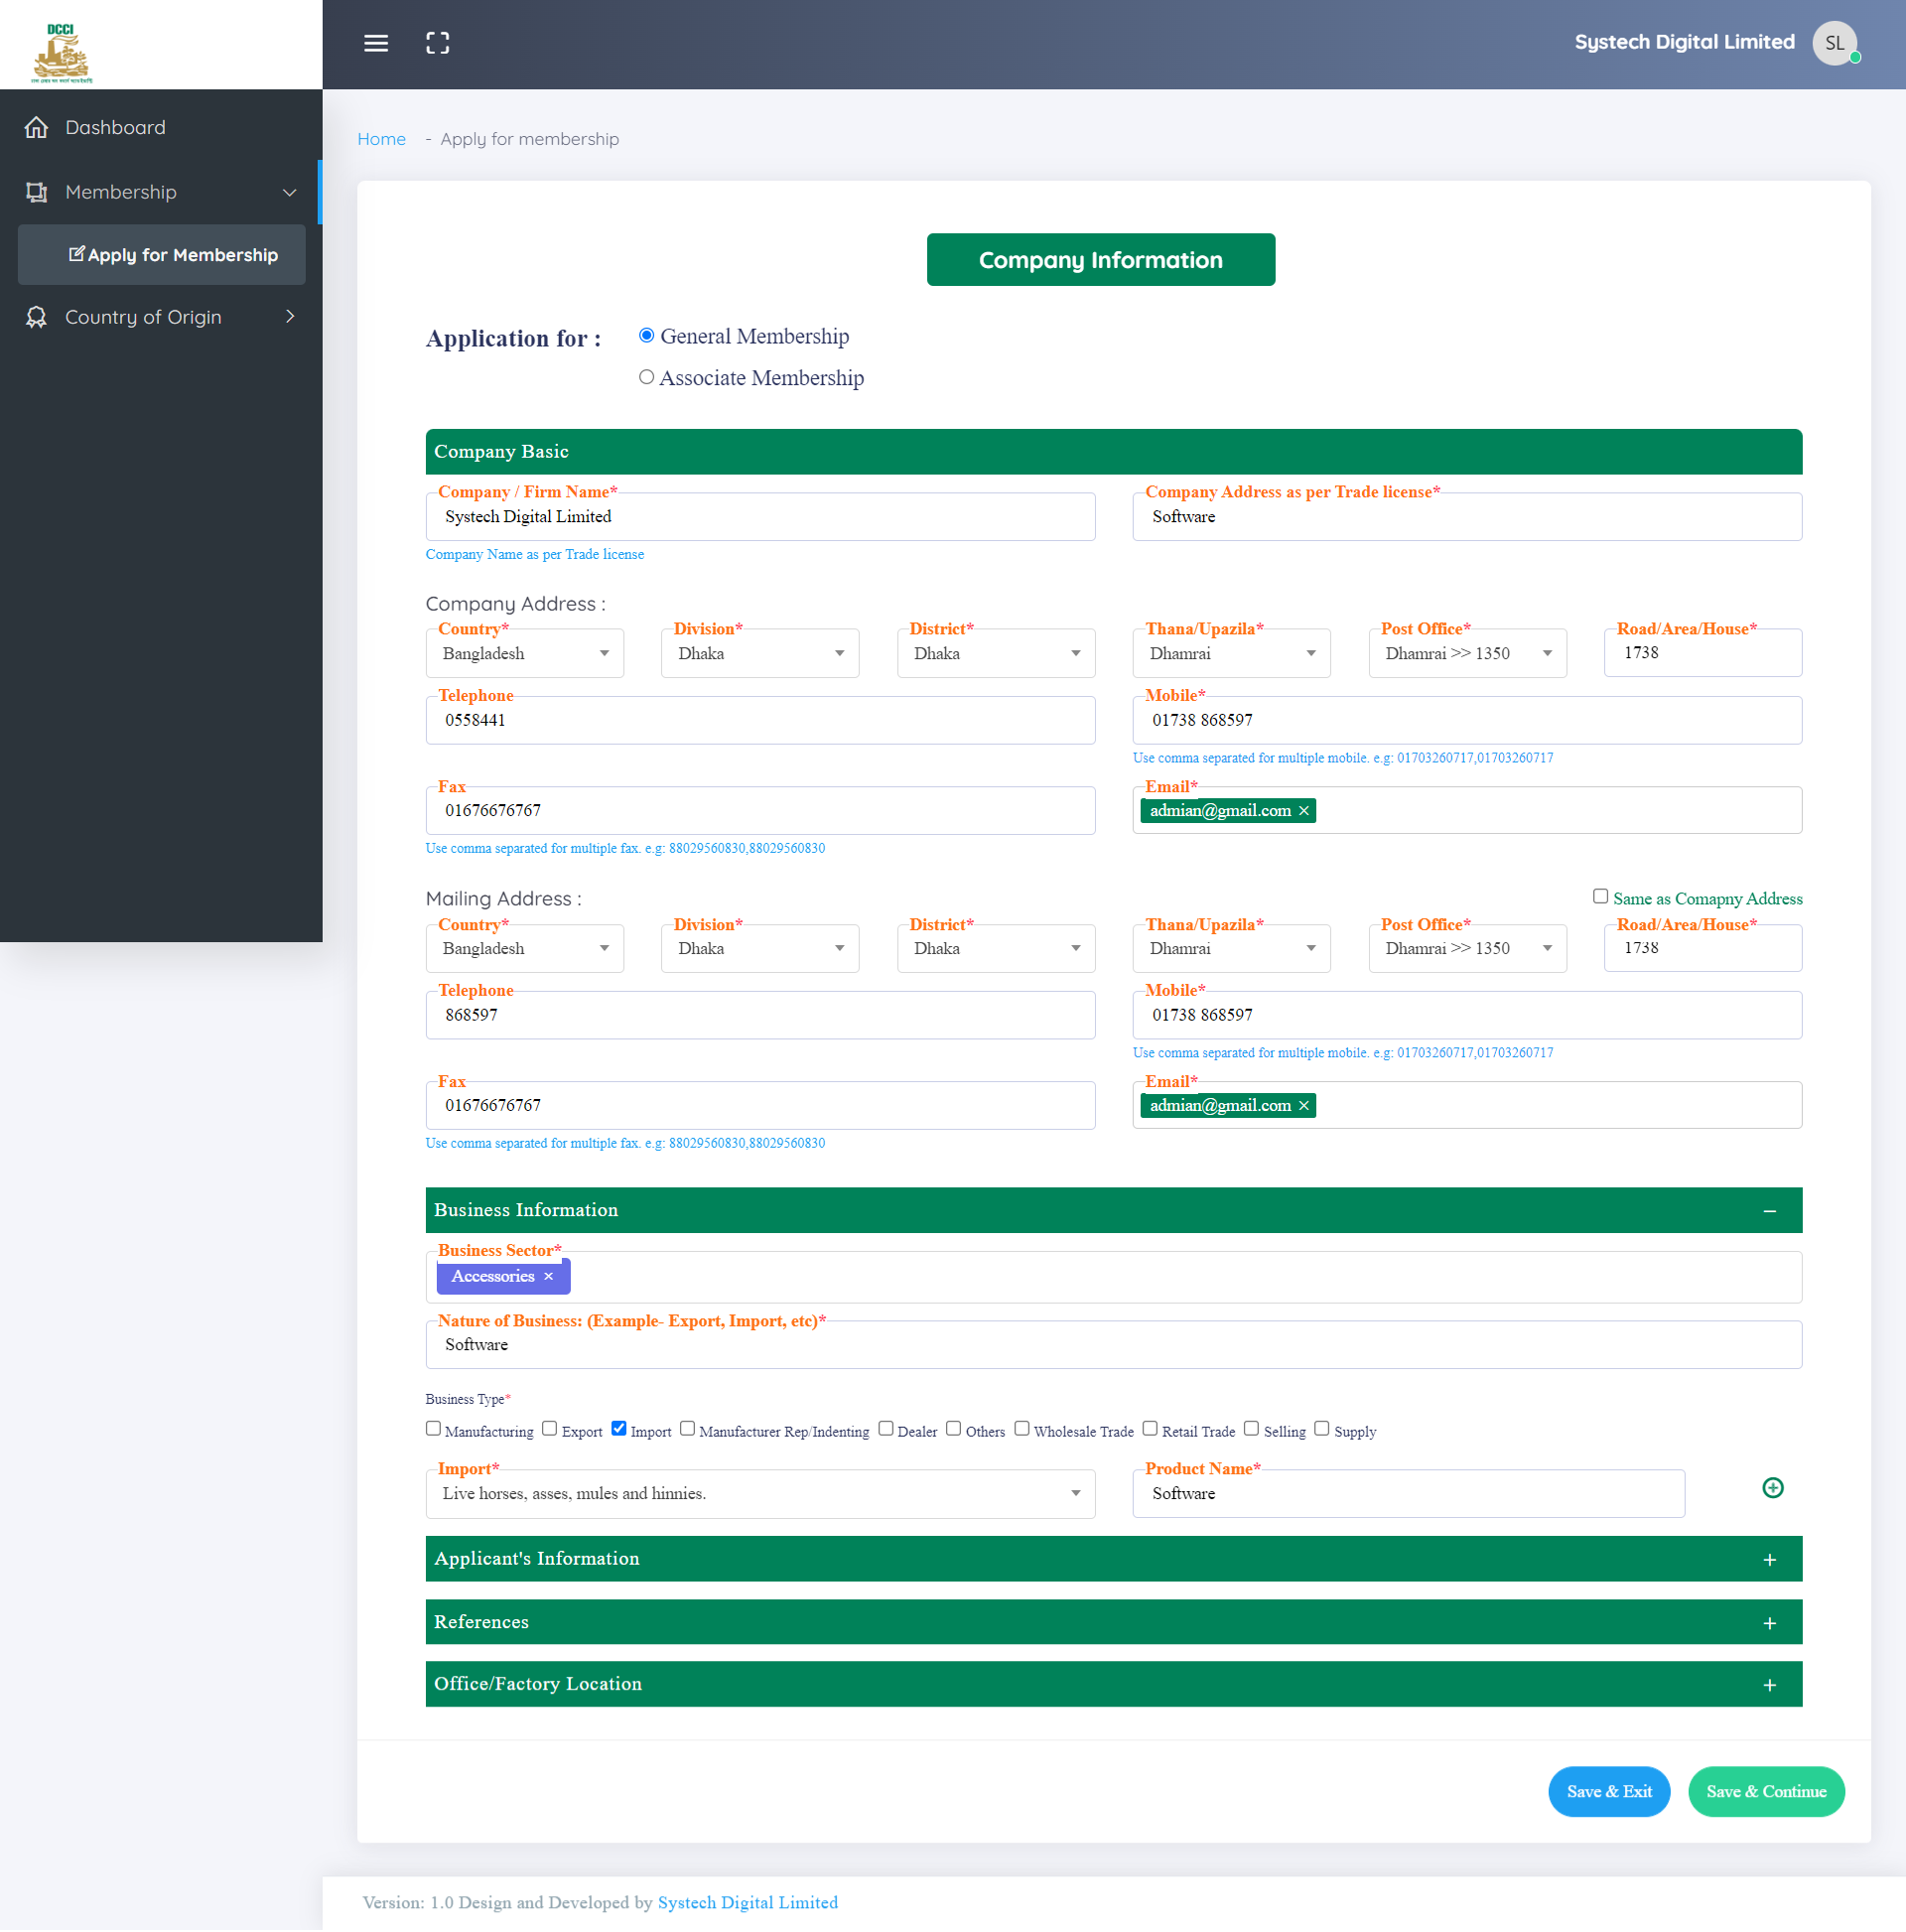 DCCI
Systech Digital Limited
SL
Dashboard
Membership
Apply for Membership
Country of Origin
Home - Apply for membership
Company Information
Application for :
General Membership
Associate Membership
Company Basic
Company / Firm Name*
Systech Digital Limited
Company Name as per Trade license
Company Address as per Trade license*
Software
Company Address :
Country* Division* District* Thana/Upazila* Post Office* Road/Area/House*
Bangladesh Dhaka Dhaka Dhamrai Dhamrai >> 1350 1738
Telephone
0558441
Mobile*
01738 868597
Use comma separated for multiple mobile. e.g: 01703260717,01703260717
Fax
01676676767
Use comma separated for multiple fax. e.g: 88029560830,88029560830
Email*
admian@gmail.com ×
Mailing Address :
Same as Comapny Address
Country* Division* District* Thana/Upazila* Post Office* Road/Area/House*
Bangladesh Dhaka Dhaka Dhamrai Dhamrai >> 1350 1738
Telephone
868597
Mobile*
01738 868597
Use comma separated for multiple mobile. e.g: 01703260717,01703260717
Fax
01676676767
Use comma separated for multiple fax. e.g: 88029560830,88029560830
Email*
admian@gmail.com ×
Business Information
Business Sector*
Accessories ×
Nature of Business: (Example- Export, Import, etc)*
Software
Business Type*
Manufacturing Export Import Manufacturer Rep/Indenting Dealer Others Wholesale Trade Retail Trade Selling Supply
Import*
Live horses, asses, mules and hinnies.
Product Name*
Software
Applicant's Information
References
Office/Factory Location
Save & Exit
Save & Continue
Version: 1.0 Design and Developed by Systech Digital Limited